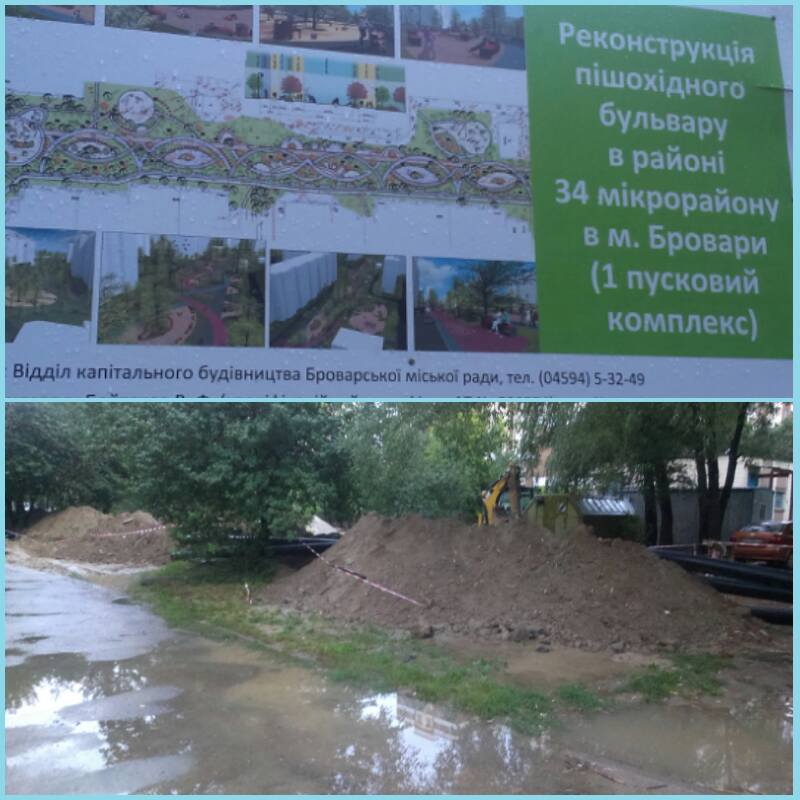 Реконструкція
пішохідного
бульвару
в районі
34 мікрорайону
в м. Бровари
(1 пусковий
комплекс)
Відділ капітального будівництва Броварської міської ради, тел. (04594) 5-32-49